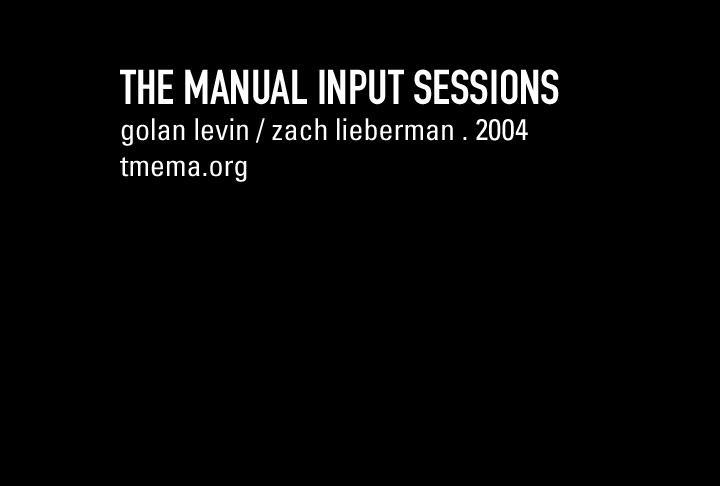 THE MANUAL INPUT SESSIONS
golan levin / zach lieberman . 2004
tmema.org